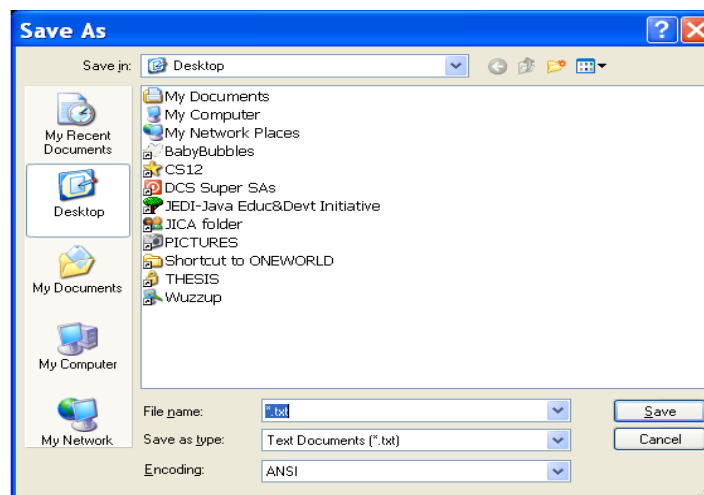 Save As
?
Save in: Desktop
My Recent
Documents
Desktop
My Documents
My Computer
My Network
My Documents
My Computer
My Network Places
BabyBubbles
CS12
DCS Super SAs
JEDI-Java Educ&Devt Initiative
JICA folder
PICTURES
Shortcut to ONEWORLD
THESIS
Wuzzup
File name: *.txt Save
Save as type: Text Documents (*.txt) Cancel
Encoding: ANSI